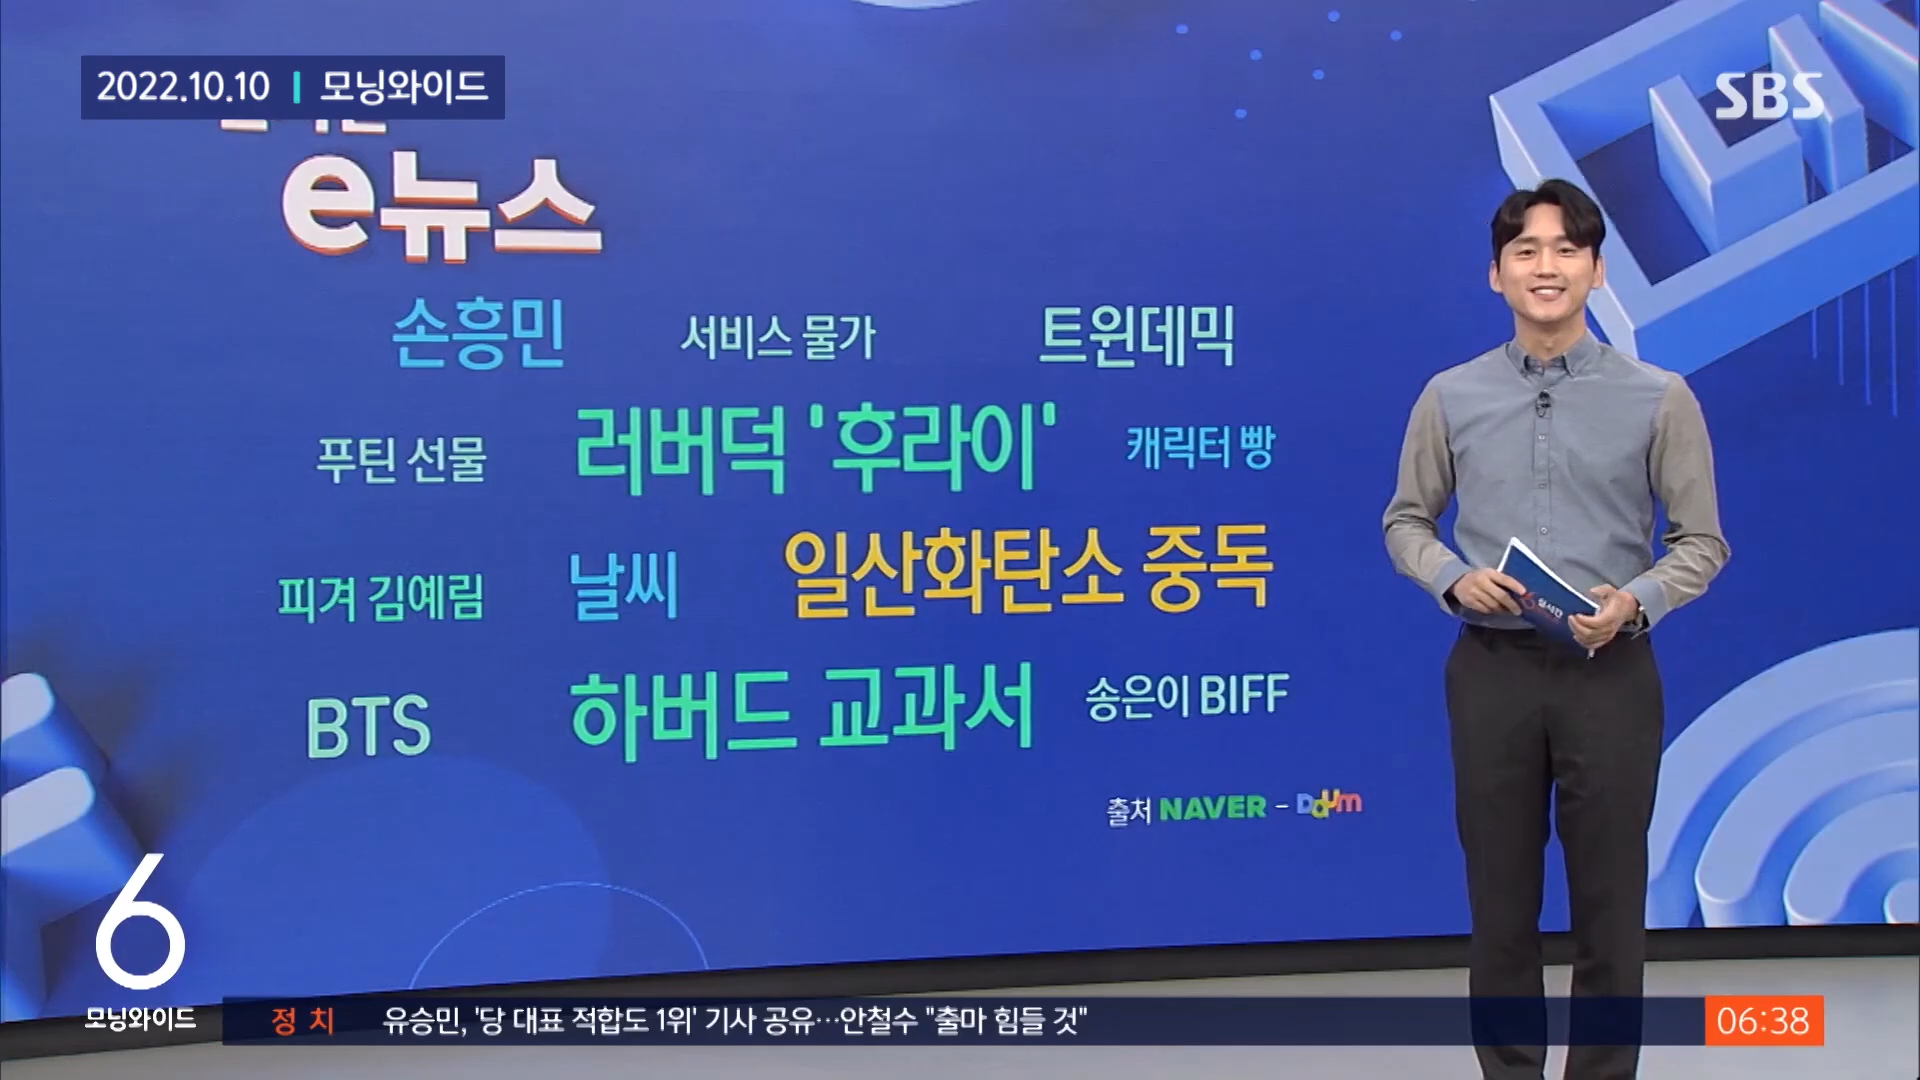 2022.10.10 | 모닝와이드
SBS
e뉴스
손흥민 서비스 물가 트윈데믹
푸틴 선물 러버덕 '후라이' 캐릭터 빵
피겨 김예림 날씨 일산화탄소 중독
BTS 하버드 교과서 송은이 BIFF
출처 NAVER - Daum
6 실시간
6
모닝와이드
정치 유승민, '당 대표 적합도 1위' 기사 공유…안철수 "출마 힘들 것" 06:38